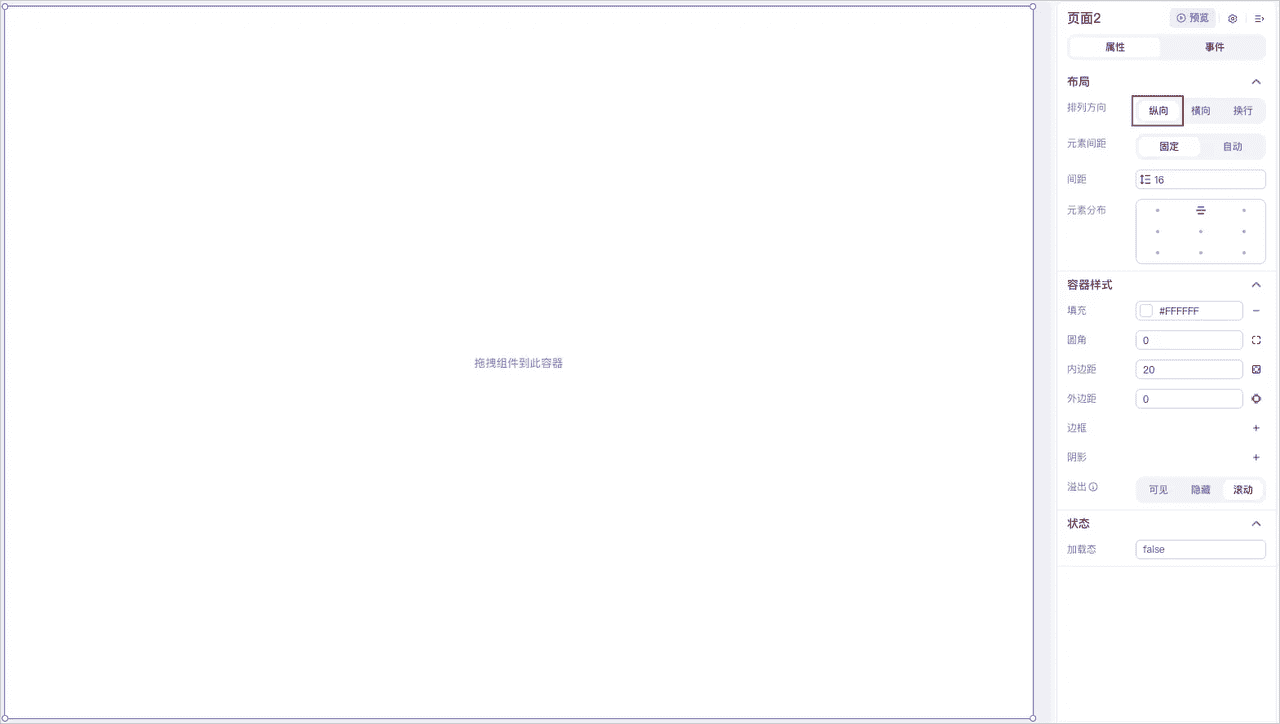 页面2
预览
属性 事件
布局
排列方向 纵向 横向 换行
元素间距 固定 自动
间距 16
元素分布
容器样式
填充 #FFFFFF
圆角 0
拖拽组件到此容器
内边距 20
外边距 0
边框
阴影
溢出 可见 隐藏 滚动
状态
加载态 false